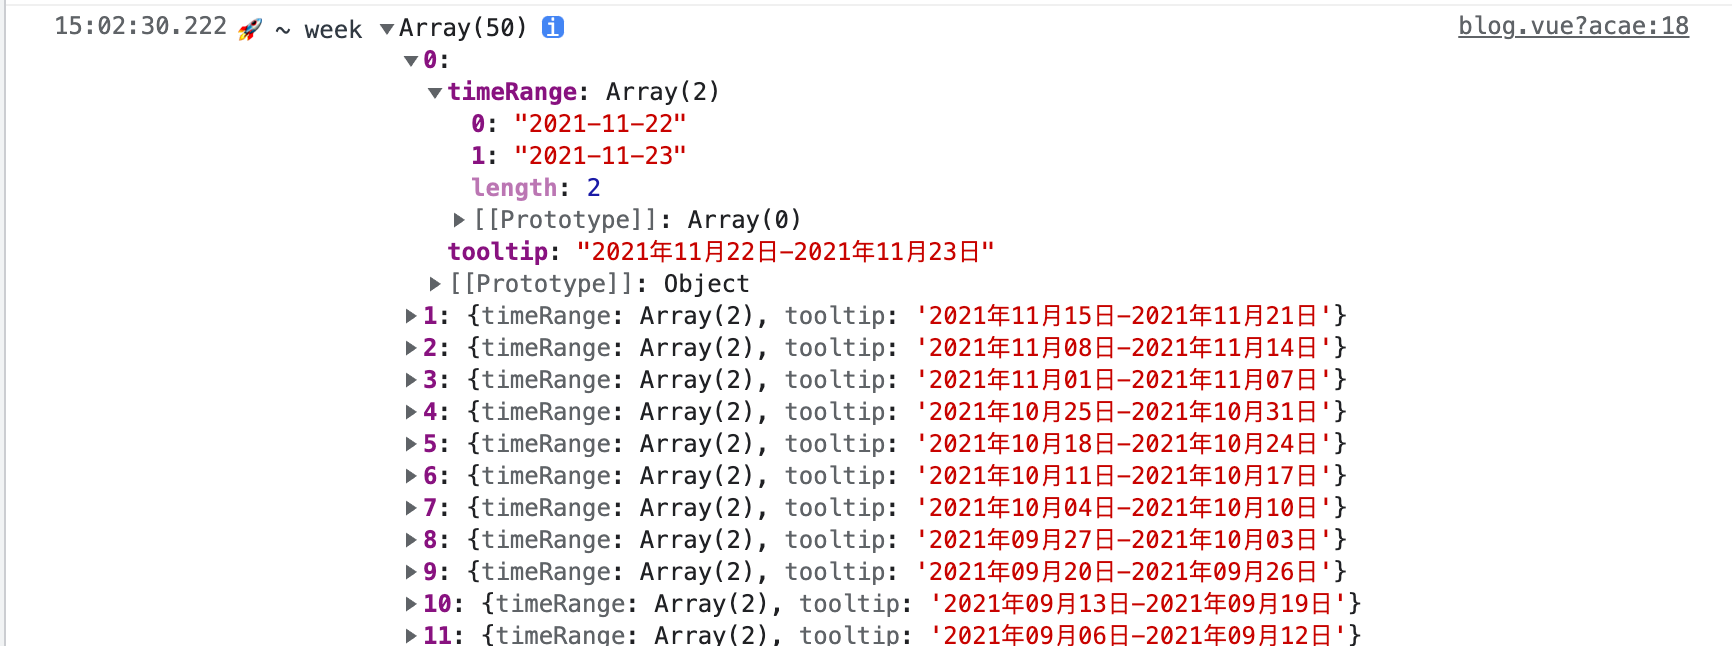 15:02:30.222 🚀 ~ week ▼Array(50) i blog.vue?acae:18
▼0:
▼timeRange: Array(2)
0: "2021-11-22"
1: "2021-11-23"
length: 2
▶[[Prototype]]: Array(0)
tooltip: "2021年11月22日-2021年11月23日"
▶[[Prototype]]: Object
▶1: {timeRange: Array(2), tooltip: '2021年11月15日-2021年11月21日'}
▶2: {timeRange: Array(2), tooltip: '2021年11月08日-2021年11月14日'}
▶3: {timeRange: Array(2), tooltip: '2021年11月01日-2021年11月07日'}
▶4: {timeRange: Array(2), tooltip: '2021年10月25日-2021年10月31日'}
▶5: {timeRange: Array(2), tooltip: '2021年10月18日-2021年10月24日'}
▶6: {timeRange: Array(2), tooltip: '2021年10月11日-2021年10月17日'}
▶7: {timeRange: Array(2), tooltip: '2021年10月04日-2021年10月10日'}
▶8: {timeRange: Array(2), tooltip: '2021年09月27日-2021年10月03日'}
▶9: {timeRange: Array(2), tooltip: '2021年09月20日-2021年09月26日'}
▶10: {timeRange: Array(2), tooltip: '2021年09月13日-2021年09月19日'}
▶11: {timeRange: Array(2), tooltip: '2021年09月06日-2021年09月12日'}